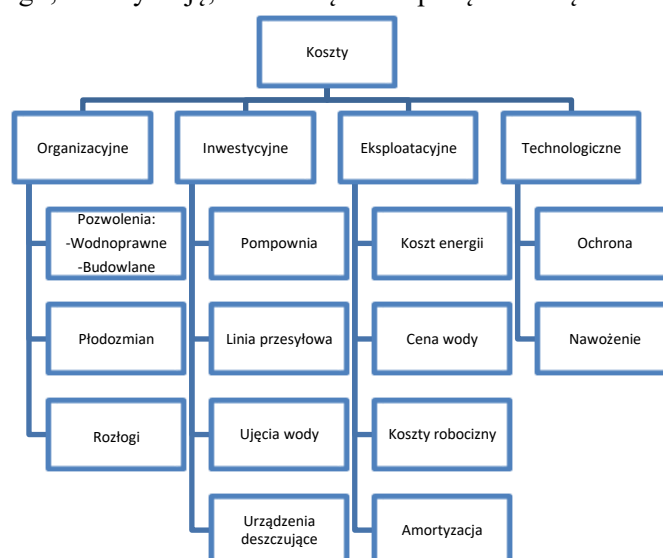 Koszty
Organizacyjne
Inwestycyjne
Eksploatacyjne
Technologiczne
Pozwolenia:
-Wodnoprawne
-Budowlane
Płodozmian
Rozłogi
Pompownia
Linia przesyłowa
Ujęcia wody
Urządzenia
deszczujące
Koszt energii
Cena wody
Koszty robocizny
Amortyzacja
Ochrona
Nawożenie